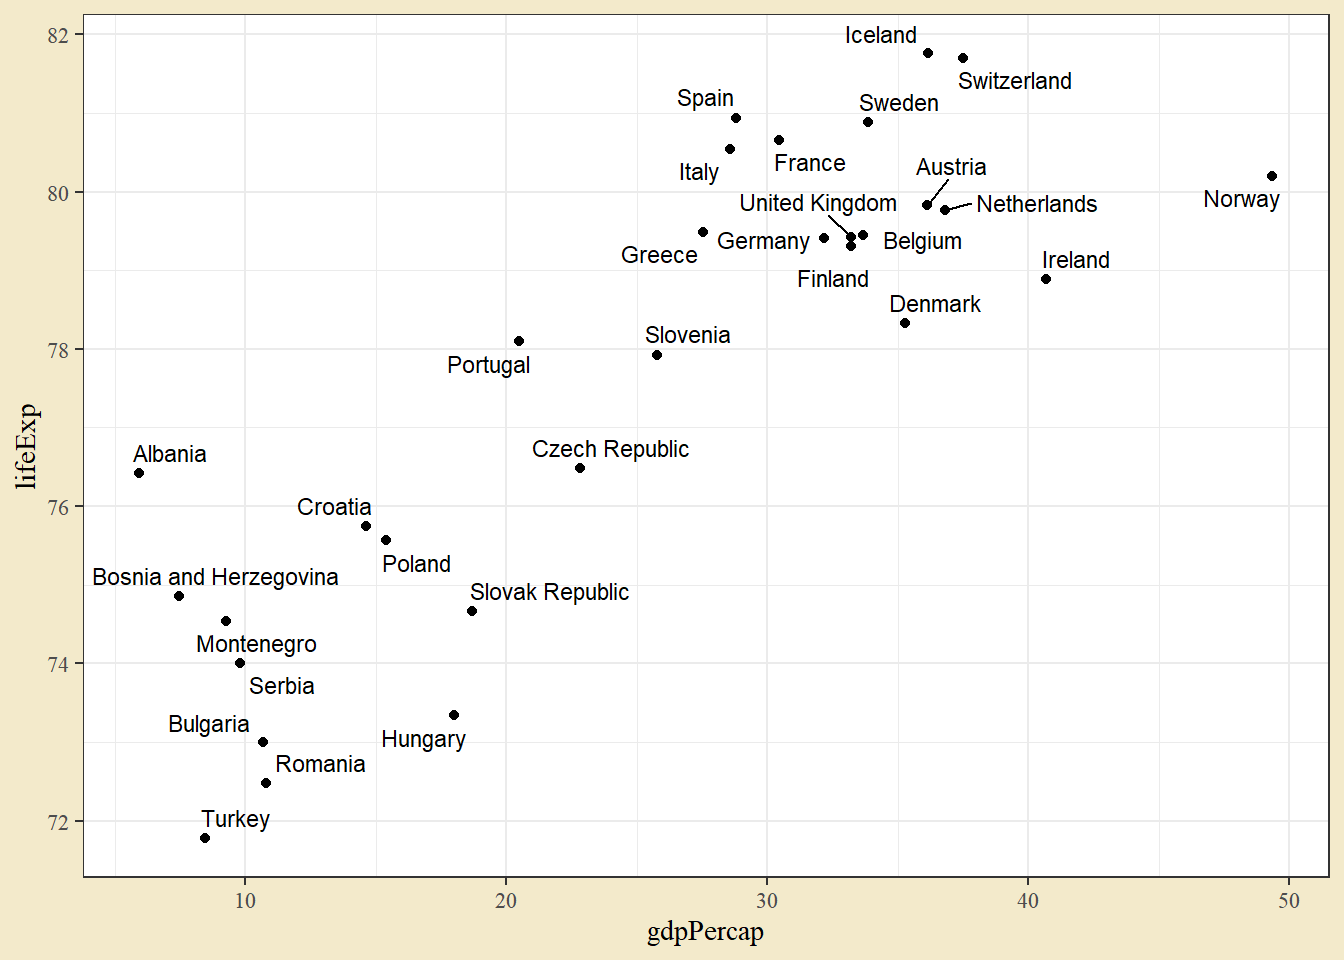 82
80
78
76
74
72
lifeExp
Iceland
Switzerland
Spain
Sweden
Italy
France
Austria
Norway
United Kingdom
Netherlands
Greece
Germany
Belgium
Ireland
Finland
Denmark
Slovenia
Portugal
Czech Republic
Albania
Croatia
Poland
Bosnia and Herzegovina
Slovak Republic
Montenegro
Serbia
Bulgaria
Hungary
Romania
Turkey
10 20 30 40 50
gdpPercap